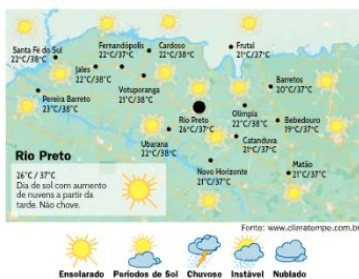 Santa Fé do Sul
22°C/38°C
Fernandópolis
22°C/37°C
Cardoso
22°C/38°C
Frutal
21°C/37°C
Jales
22°C/38°C
Votuporanga
21°C/38°C
Pereira Barreto
23°C/38°C
Barretos
20°C/37°C
Rio Preto
26°C/37°C
Olímpia
22°C/38°C
Bebedouro
19°C/37°C
Ubarana
22°C/38°C
Catanduva
21°C/37°C
Novo Horizonte
21°C/37°C
Matão
21°C/37°C
Rio Preto
26°C / 37°C
Dia de sol com aumento
de nuvens a partir da
tarde. Não chove.
Fonte: www.climatempo.com.b
Ensolarado
Períodos de Sol
Chuvoso
Instável
Nublado